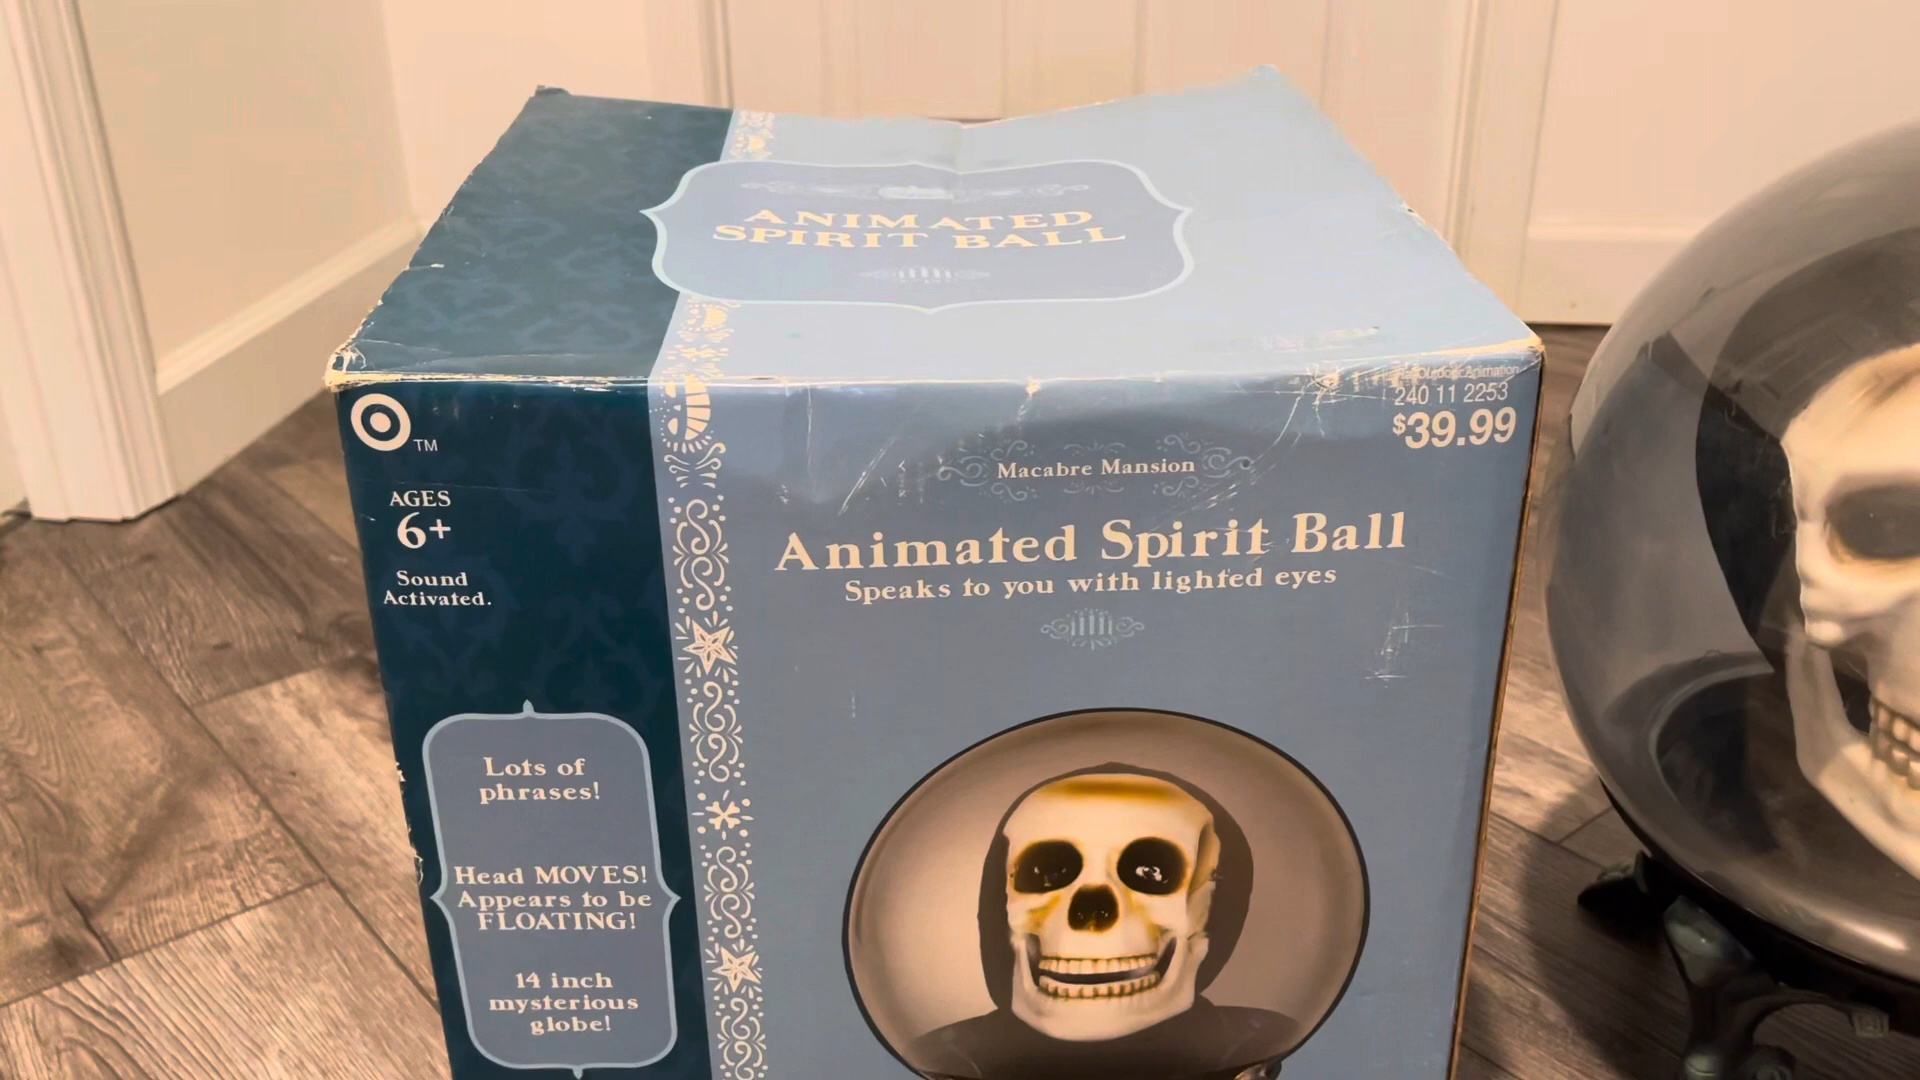 ANIMATED
SPIRIT BALL
TM
AGES
6+
Sound
Activated.
Animation
240 11 2253
$39.99
Macabre Mansion
Animated Spirit Ball
Speaks to you with lighted eyes
Lots of
phrases!
Head MOVES!
Appears to be
FLOATING!
14 inch
mysterious
globe!